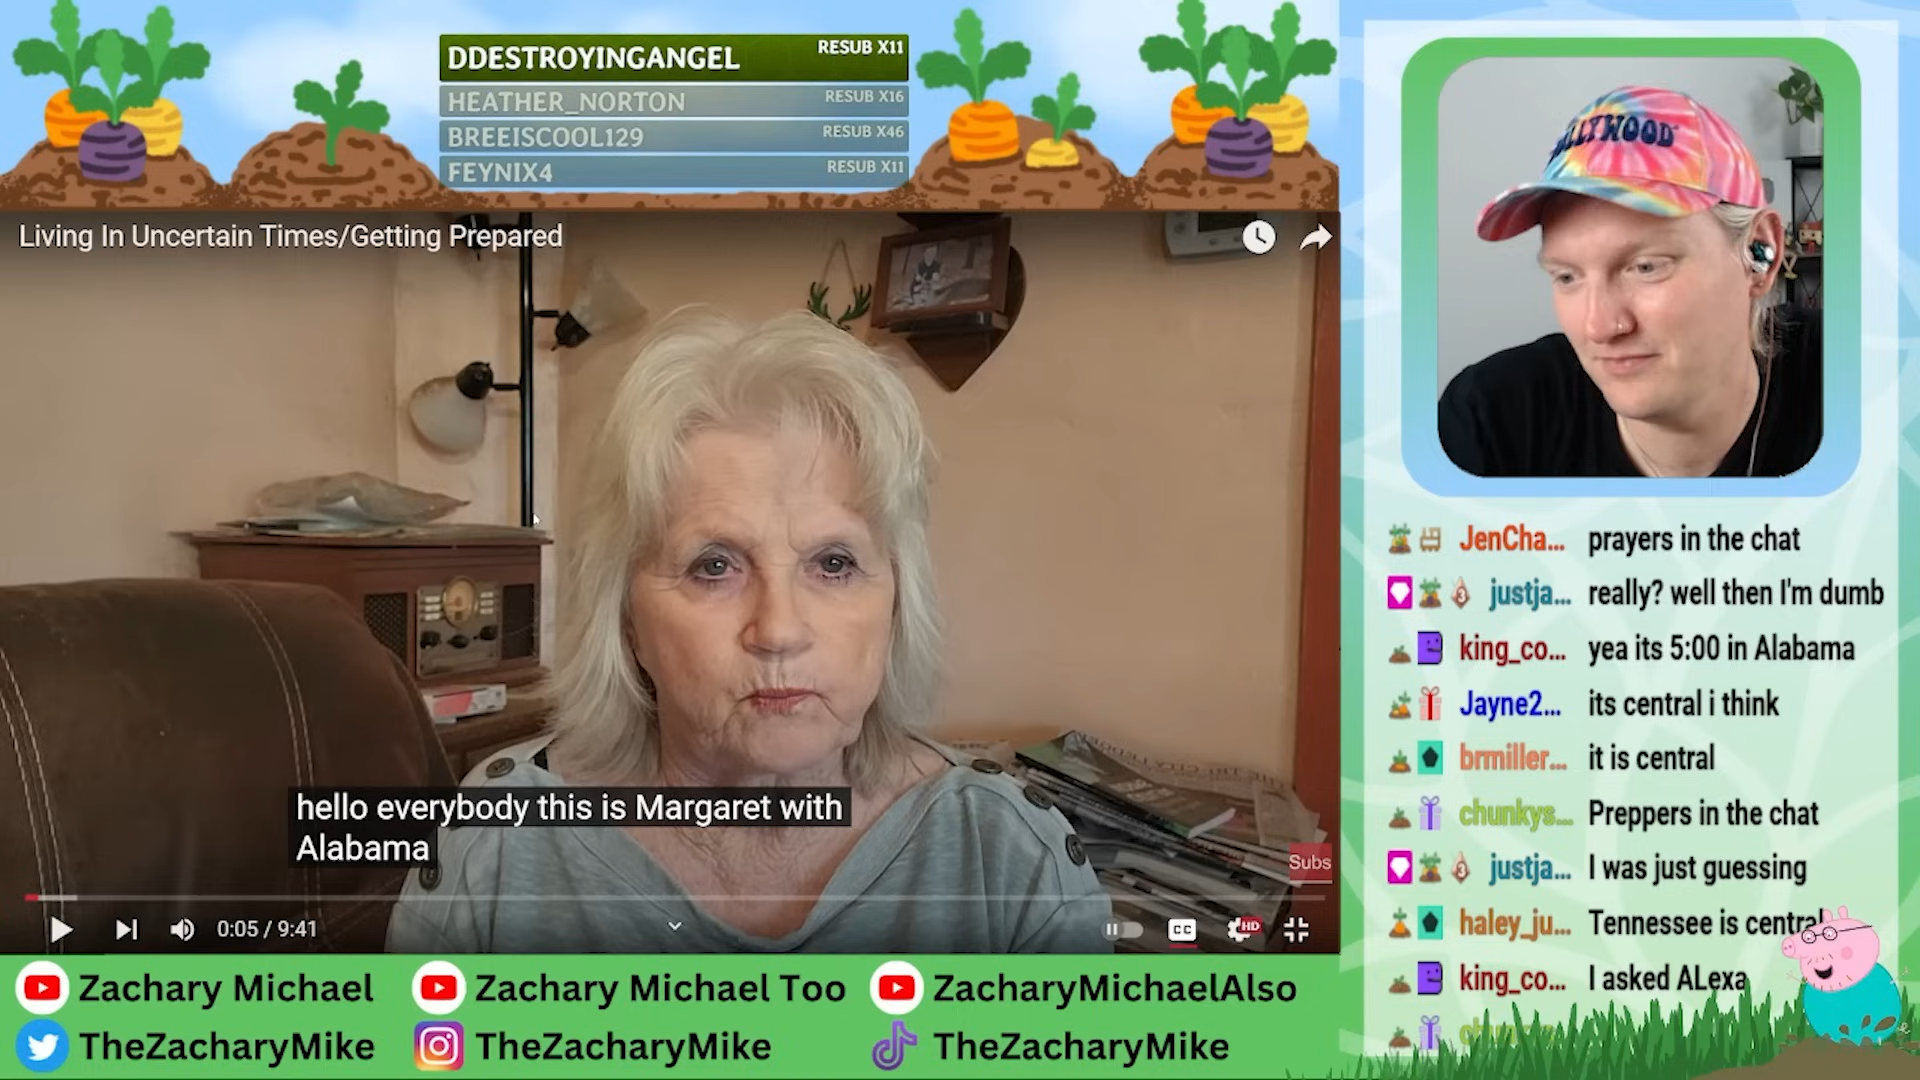 DDESTROYINGANGEL RESUB X11
HEATHER_NORTON RESUB X16
BREEISCOOL129 RESUB X46
FEYNIX4 RESUB X11
Living In Uncertain Times/Getting Prepared
hello everybody this is Margaret with
Alabama
Subs
0:05 / 9:41
CC
HD
Zachary Michael
Zachary Michael Too
ZacharyMichaelAlso
TheZacharyMike
TheZacharyMike
TheZacharyMike
LLYWOOD
JenCha... prayers in the chat
justja... really? well then I'm dumb
king_co... yea its 5:00 in Alabama
Jayne2... its central i think
brmiller... it is central
chunkys... Preppers in the chat
justja... I was just guessing
haley_ju... Tennessee is central
king_co... I asked ALexa